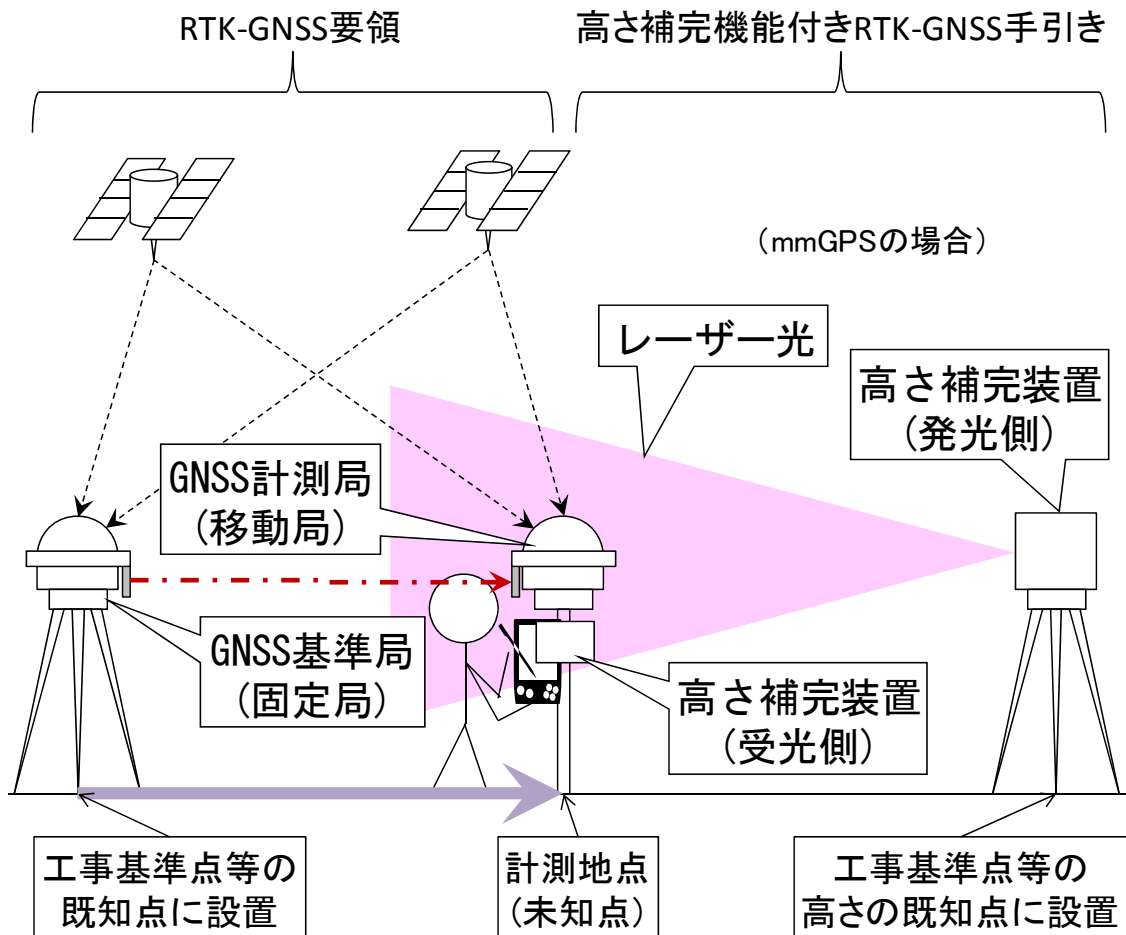 RTK-GNSS要領
高さ補完機能付きRTK-GNSS手引き
（mmGPSの場合）
レーザー光
高さ補完装置
（発光側）
GNSS計測局
（移動局）
GNSS基準局
（固定局）
高さ補完装置
（受光側）
工事基準点等の
既知点に設置
計測地点
（未知点）
工事基準点等の
高さの既知点に設置